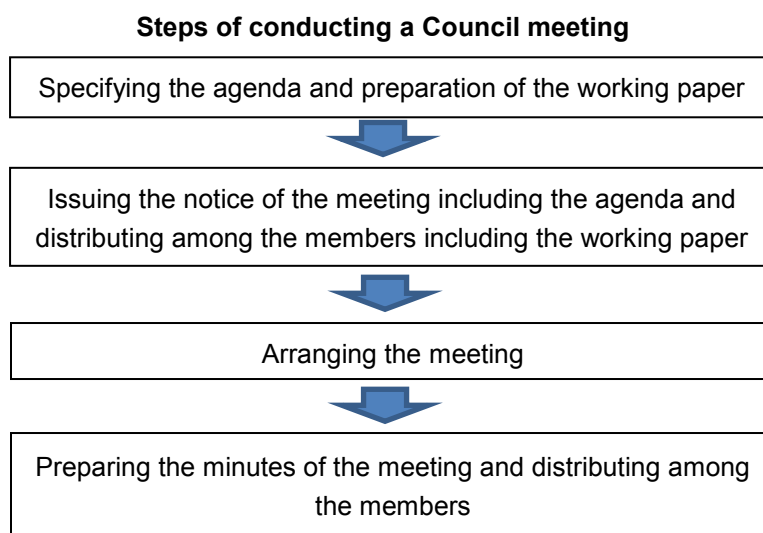 Steps of conducting a Council meeting
Specifying the agenda and preparation of the working paper
Issuing the notice of the meeting including the agenda and
distributing among the members including the working paper
Arranging the meeting
Preparing the minutes of the meeting and distributing among
the members